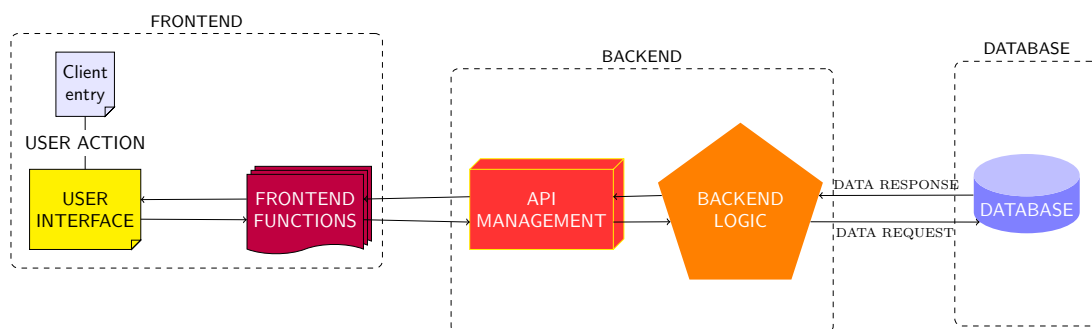 FRONTEND
Client
entry
USER ACTION
USER
INTERFACE
FRONTEND
FUNCTIONS
BACKEND
API
MANAGEMENT
BACKEND
LOGIC
DATA RESPONSE
DATA REQUEST
DATABASE
DATABASE